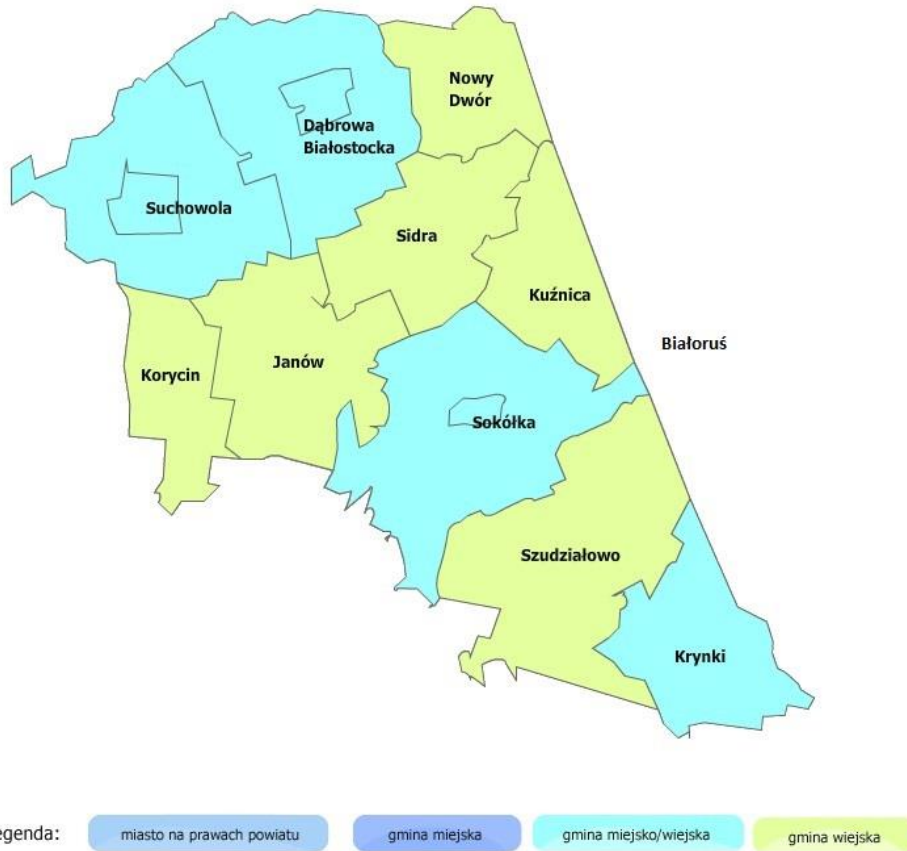 Nowy
Dwór
Dąbrowa
Białostocka
Suchowola
Sidra
Kuźnica
Białoruś
Janów
Korycin
Sokółka
Szudziałowo
Krynki
egenda:
miasto na prawach powiatu
gmina miejska
gmina miejsko/wiejska
gmina wiejska